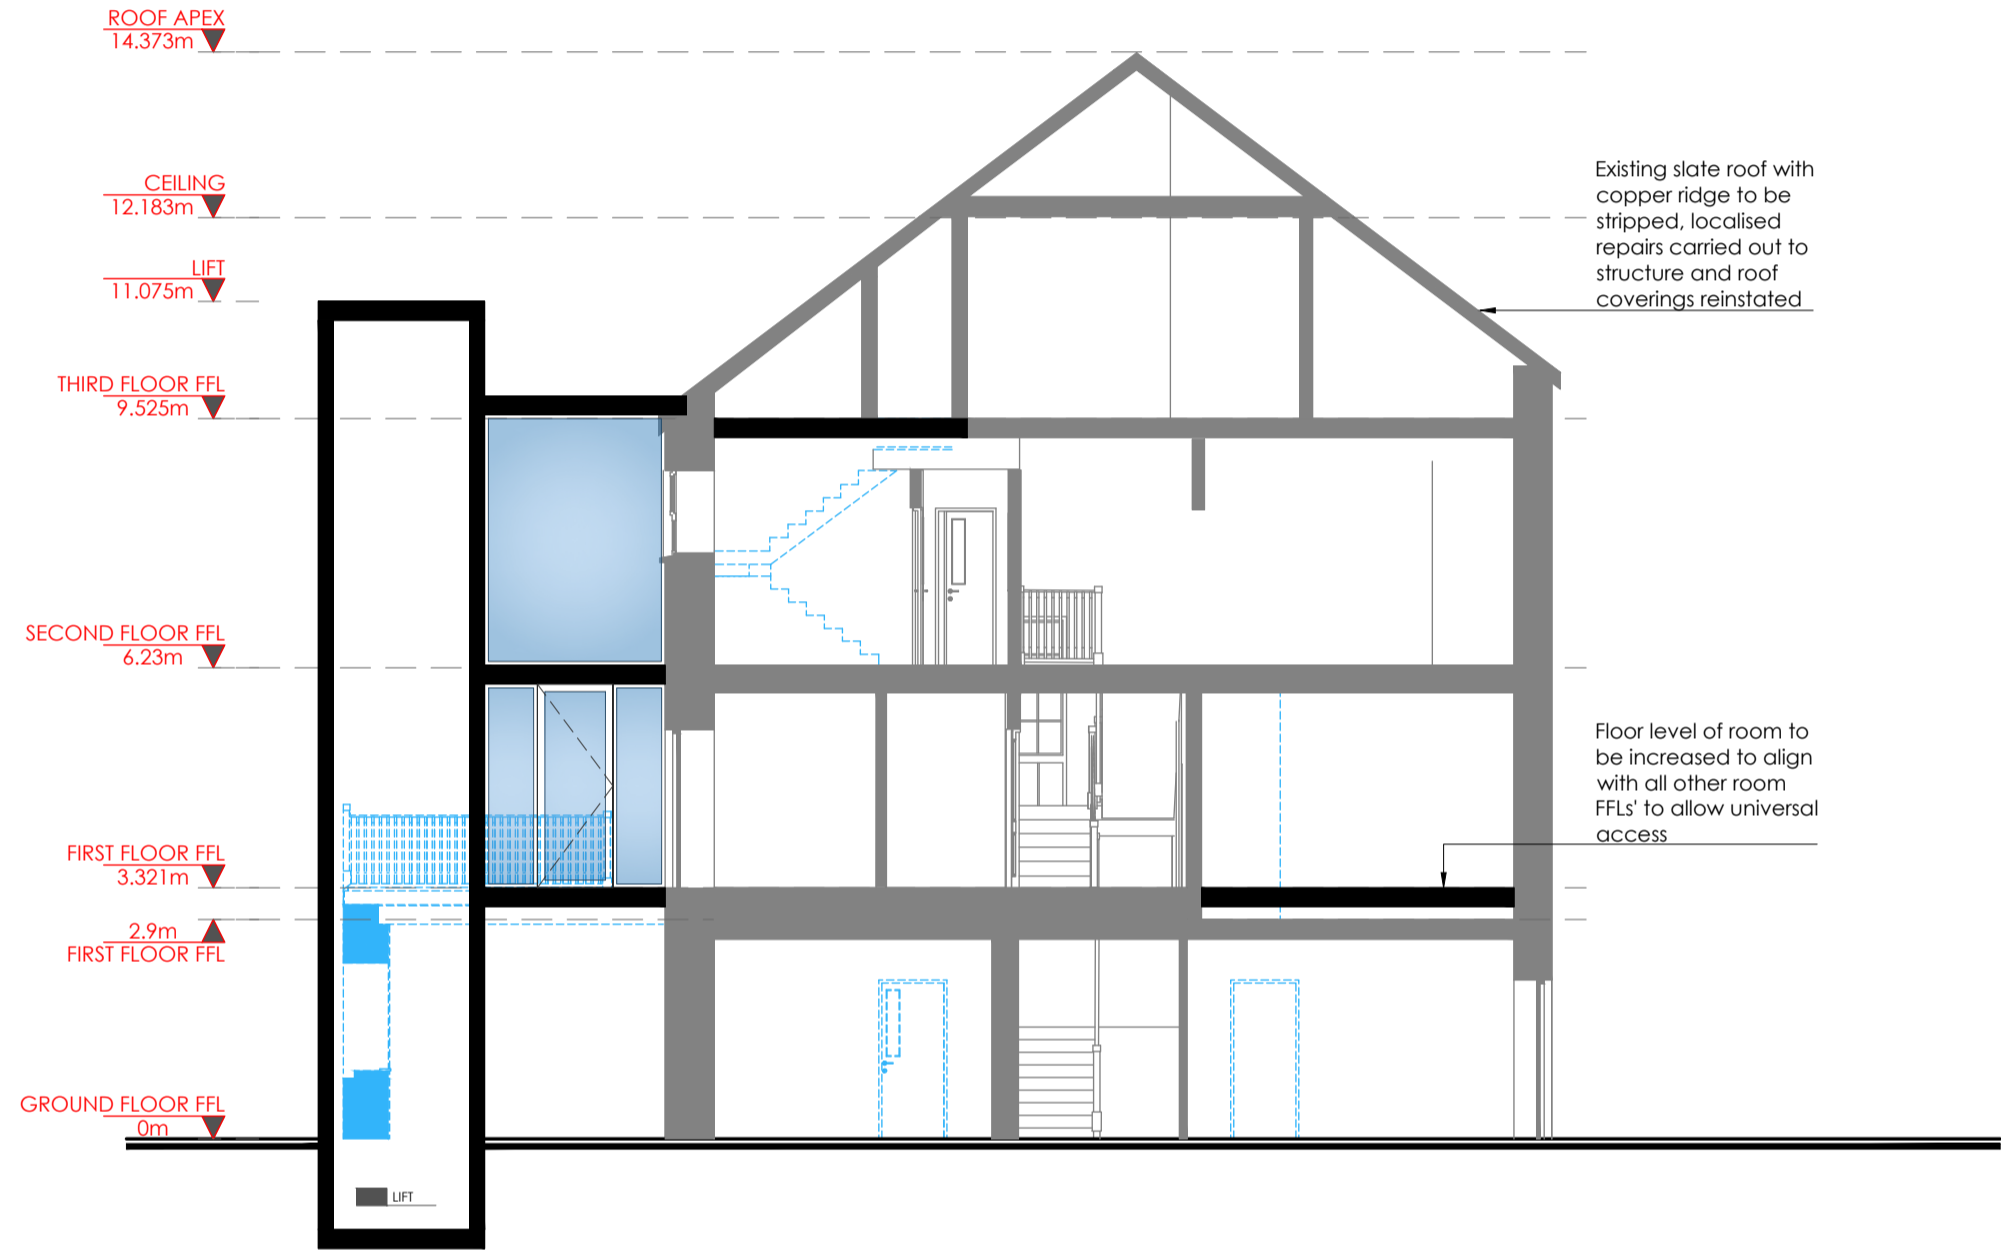 ROOF APEX
14.373m
CEILING
12.183m
LIFT
11.075m
THIRD FLOOR FFL
9.525m
SECOND FLOOR FFL
6.23m
FIRST FLOOR FFL
3.321m
2.9m
FIRST FLOOR FFL
GROUND FLOOR FFL
0m
LIFT
Existing slate roof with
copper ridge to be
stripped, localised
repairs carried out to
structure and roof
coverings reinstated
Floor level of room to
be increased to align
with all other room
FFLs' to allow universal
access